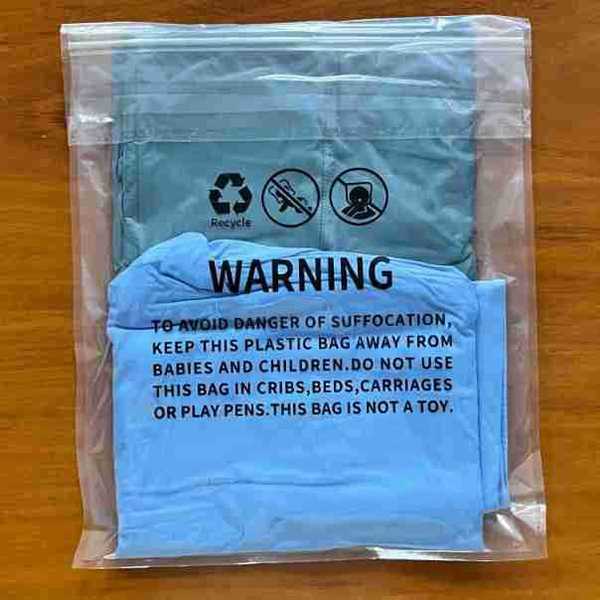 Recycle
WARNING
TO AVOID DANGER OF SUFFOCATION,
KEEP THIS PLASTIC BAG AWAY FROM
BABIES AND CHILDREN.DO NOT USE
THIS BAG IN CRIBS,BEDS,CARRIAGES
OR PLAY PENS.THIS BAG IS NOT A TOY.